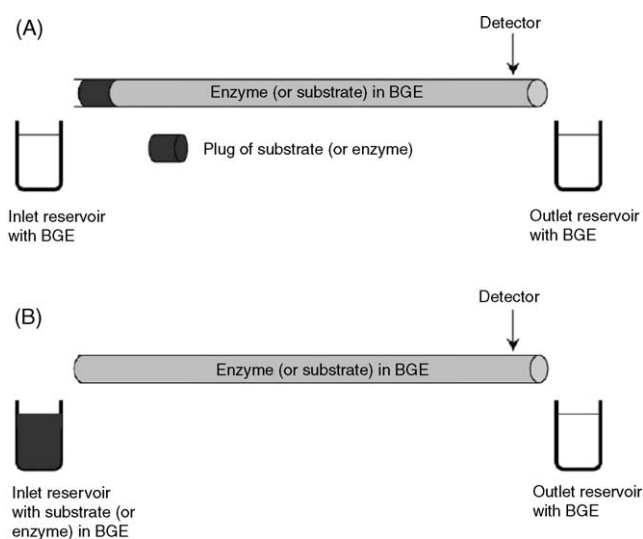 (A)
Detector
Enzyme (or substrate) in BGE
Plug of substrate (or enzyme)
Inlet reservoir
with BGE
Outlet reservoir
with BGE
(B)
Detector
Enzyme (or substrate) in BGE
Inlet reservoir
with substrate (or
enzyme) in BGE
Outlet reservoir
with BGE